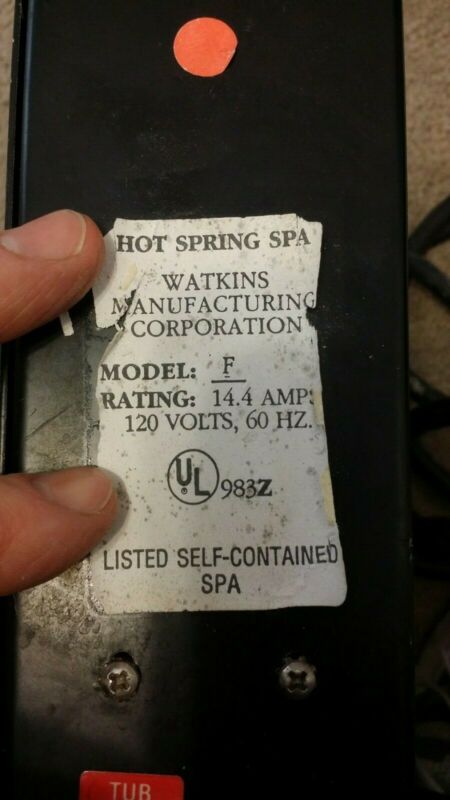 HOT SPRING SPA
WATKINS
MANUFACTURING
CORPORATION
MODEL: F
RATING: 14.4 AMPS
120 VOLTS, 60 HZ.
UL 983Z
LISTED SELF-CONTAINED
SPA
TUB